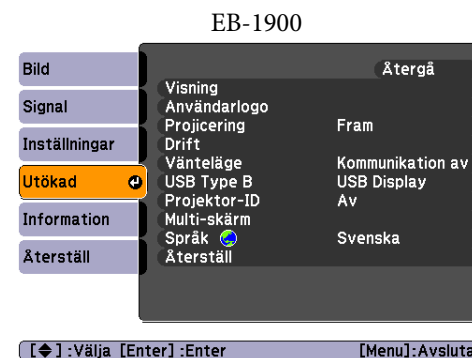 EB-1900
Bild
Signal
Inställningar
Utökad
Information
Återställ
Återgå
Visning
Användarlogo
Projicering Fram
Drift
Vänteläge Kommunikation av
USB Type B USB Display
Projektor-ID Av
Multi-skärm
Språk Svenska
Återställ
[◆] :Välja [Enter] :Enter [Menu] :Avsluta